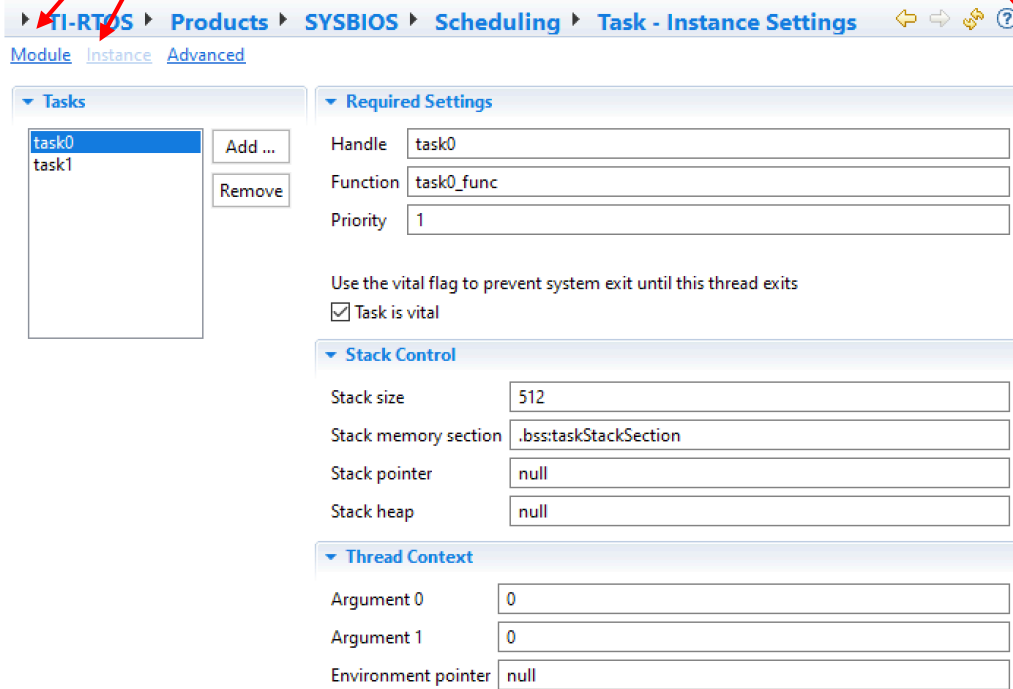 TI-RTOS Products SYSBIOS Scheduling Task - Instance Settings
Module Instance Advanced
Tasks
task0
task1
Add ...
Remove
Required Settings
Handle task0
Function task0_func
Priority 1
Use the vital flag to prevent system exit until this thread exits
Task is vital
Stack Control
Stack size 512
Stack memory section .bss:taskStackSection
Stack pointer null
Stack heap null
Thread Context
Argument 0 0
Argument 1 0
Environment pointer null